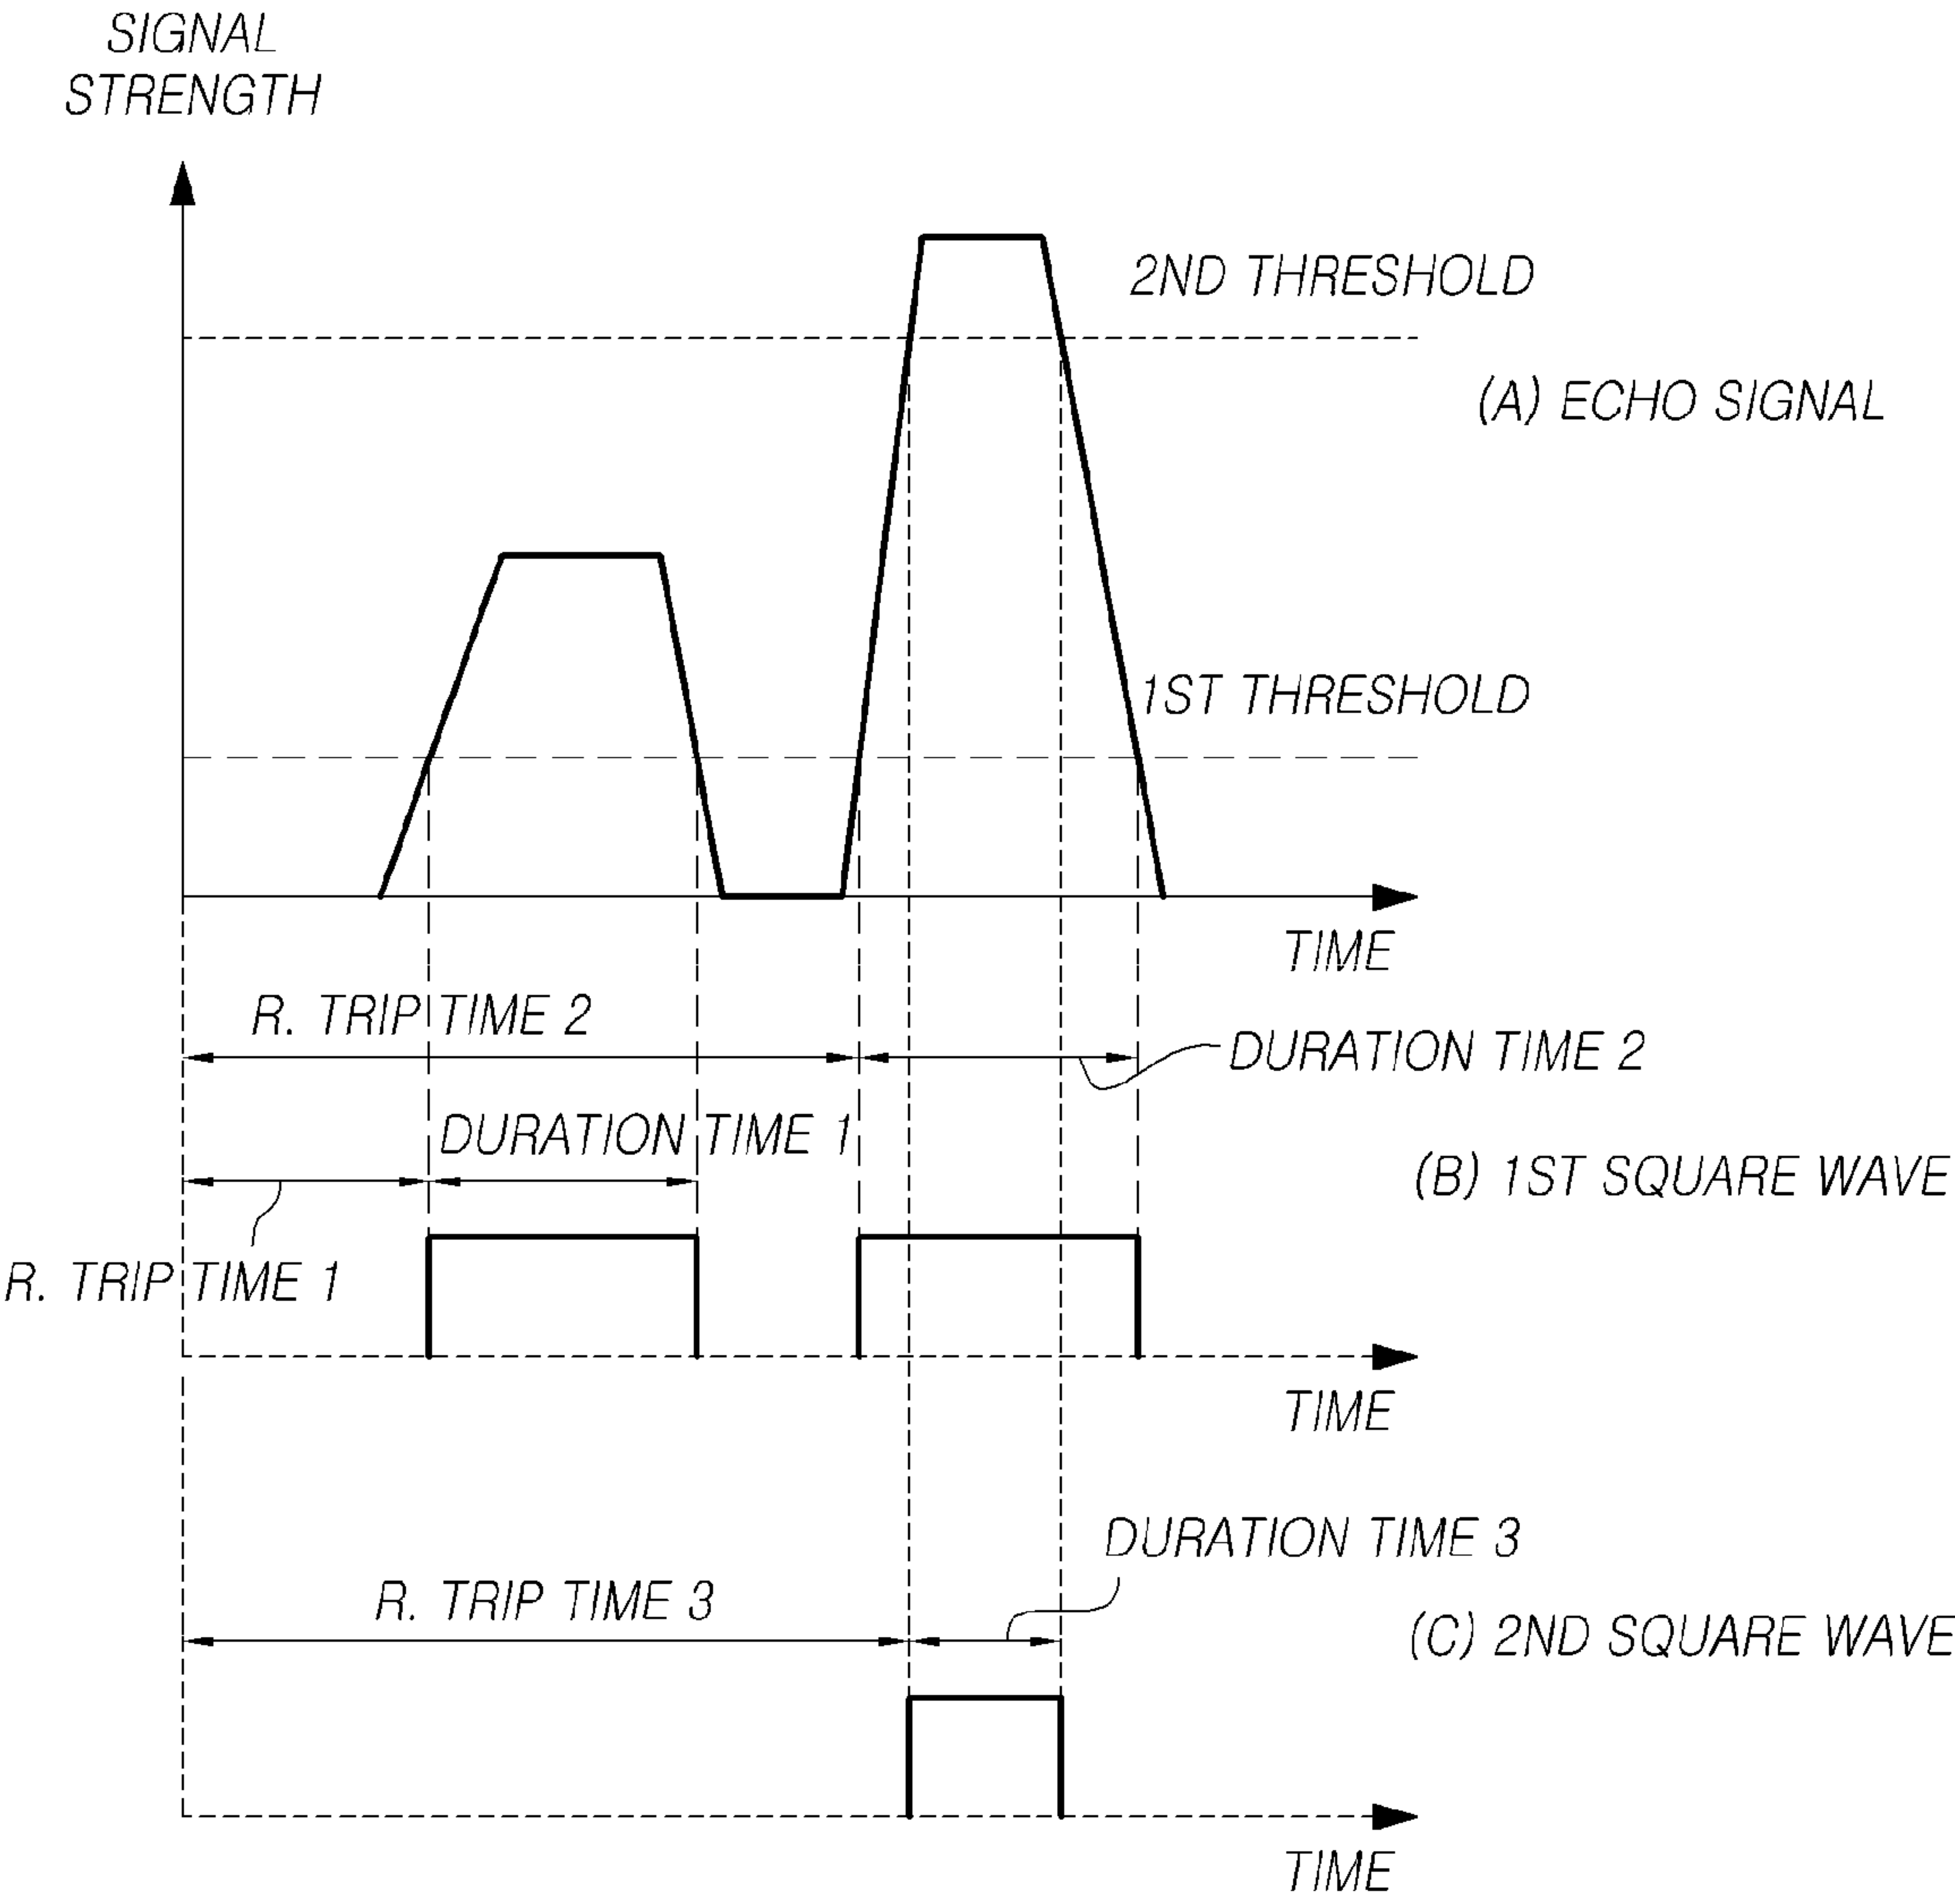 SIGNAL
STRENGTH
2ND THRESHOLD
(A) ECHO SIGNAL
1ST THRESHOLD
TIME
R. TRIP TIME 2
DURATION TIME 2
DURATION TIME 1
(B) 1ST SQUARE WAVE
R. TRIP TIME 1
TIME
DURATION TIME 3
R. TRIP TIME 3
(C) 2ND SQUARE WAVE
TIME